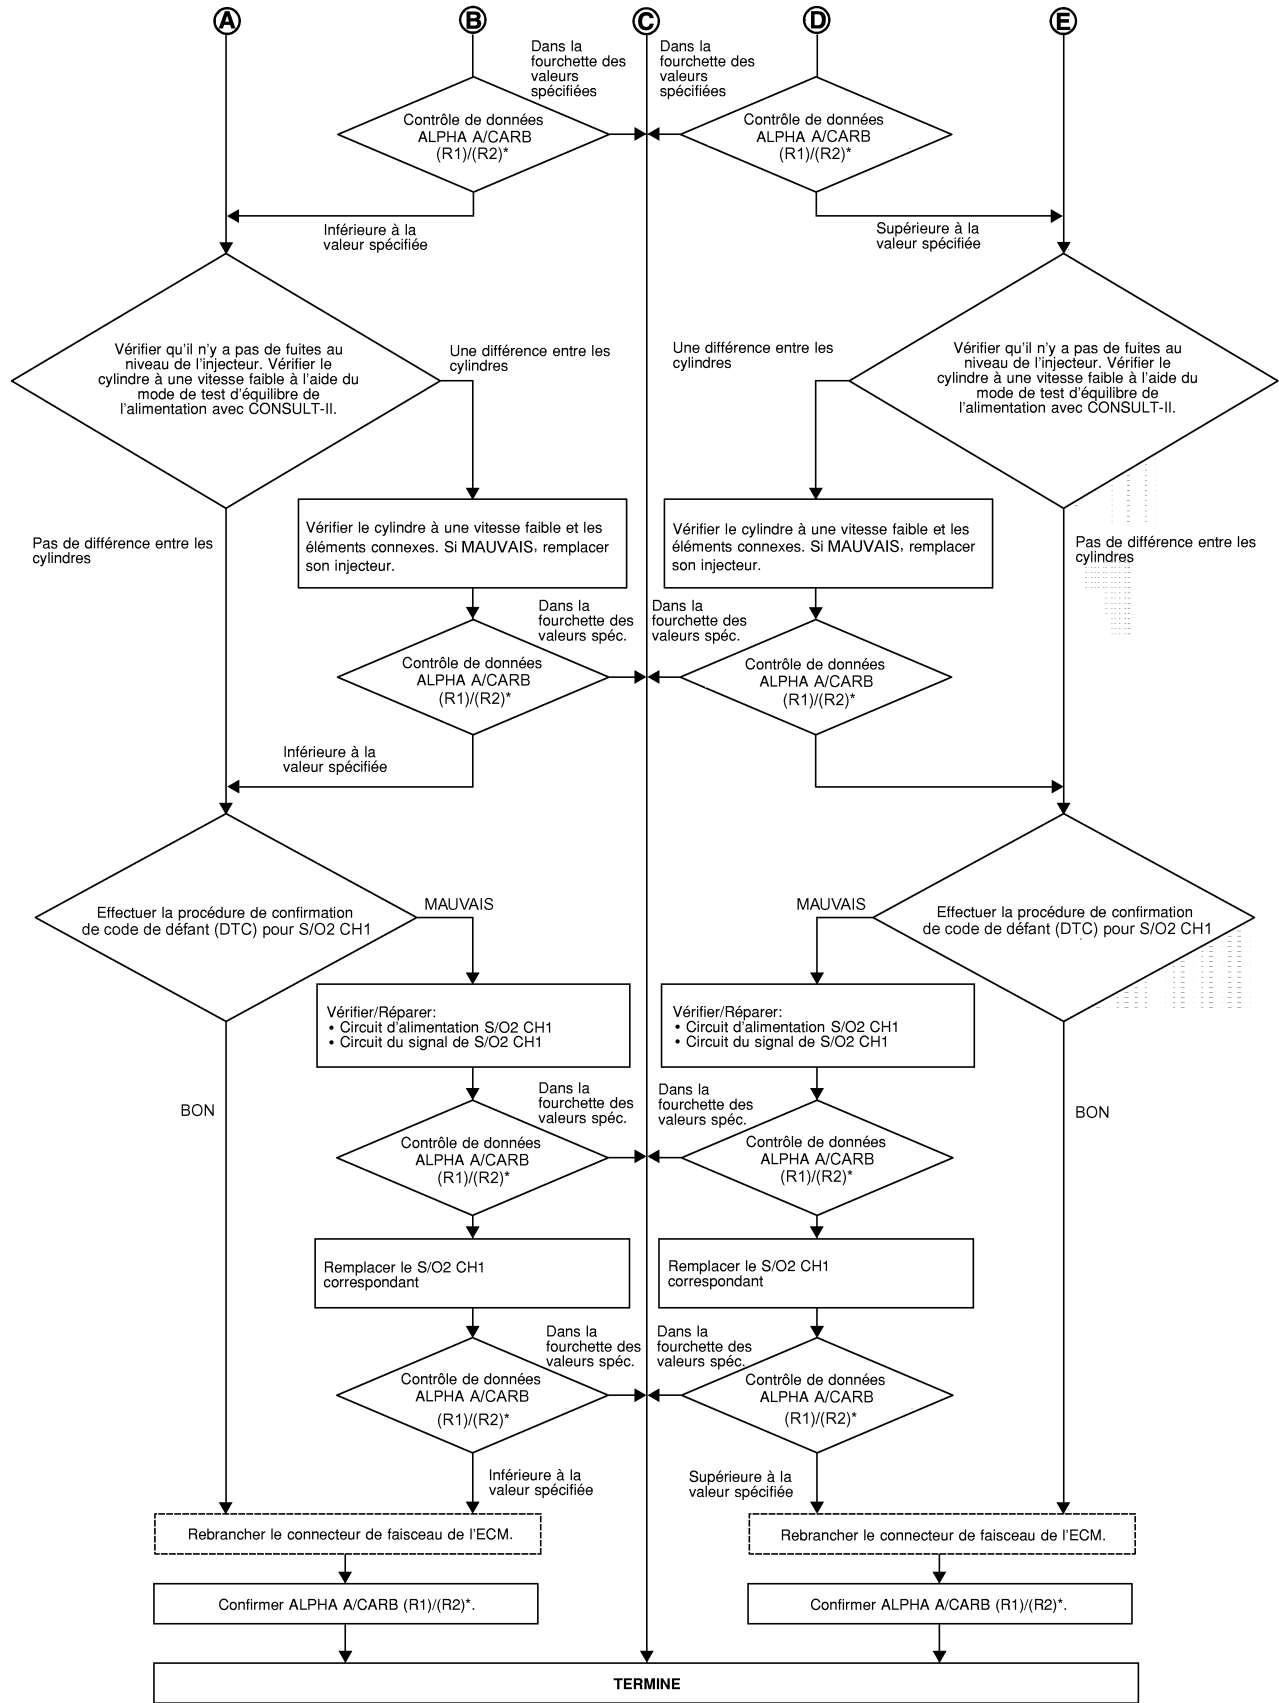 A
B
C
D
E
Dans la
fourchette des
valeurs
spécifiées
Dans la
fourchette des
valeurs
spécifiées
Contrôle de données
ALPHA A/CARB
(R1)/(R2)*
Contrôle de données
ALPHA A/CARB
(R1)/(R2)*
Inférieure à la
valeur spécifiée
Supérieure à la
valeur spécifiée
Vérifier qu'il n'y a pas de fuites au
niveau de l'injecteur. Vérifier le
cylindre à une vitesse faible à l'aide du
mode de test d'équilibre de
l'alimentation avec CONSULT-II.
Une différence entre les
cylindres
Une différence entre les
cylindres
Vérifier qu'il n'y a pas de fuites au
niveau de l'injecteur. Vérifier le
cylindre à une vitesse faible à l'aide du
mode de test d'équilibre de
l'alimentation avec CONSULT-II.
Pas de différence entre les
cylindres
Vérifier le cylindre à une vitesse faible et les
éléments connexes. Si MAUVAIS, remplacer
son injecteur.
Vérifier le cylindre à une vitesse faible et les
éléments connexes. Si MAUVAIS, remplacer
son injecteur.
Pas de différence entre les
cylindres
Dans la
fourchette des
valeurs spéc.
Dans la
fourchette des
valeurs spéc.
Contrôle de données
ALPHA A/CARB
(R1)/(R2)*
Contrôle de données
ALPHA A/CARB
(R1)/(R2)*
Inférieure à la
valeur spécifiée
Effectuer la procédure de confirmation
de code de défant (DTC) pour S/O2 CH1
MAUVAIS
MAUVAIS
Effectuer la procédure de confirmation
de code de défant (DTC) pour S/O2 CH1
Vérifier/Réparer:
• Circuit d'alimentation S/O2 CH1
• Circuit du signal de S/O2 CH1
Vérifier/Réparer:
• Circuit d'alimentation S/O2 CH1
• Circuit du signal de S/O2 CH1
BON
Dans la
fourchette des
valeurs spéc.
Dans la
fourchette des
valeurs spéc.
BON
Contrôle de données
ALPHA A/CARB
(R1)/(R2)*
Contrôle de données
ALPHA A/CARB
(R1)/(R2)*
Remplacer le S/O2 CH1
correspondant
Remplacer le S/O2 CH1
correspondant
Dans la
fourchette des
valeurs spéc.
Dans la
fourchette des
valeurs spéc.
Contrôle de données
ALPHA A/CARB
(R1)/(R2)*
Contrôle de données
ALPHA A/CARB
(R1)/(R2)*
Inférieure à la
valeur spécifiée
Supérieure à la
valeur spécifiée
Rebrancher le connecteur de faisceau de l'ECM.
Rebrancher le connecteur de faisceau de l'ECM.
Confirmer ALPHA A/CARB (R1)/(R2)*.
Confirmer ALPHA A/CARB (R1)/(R2)*.
TERMINE